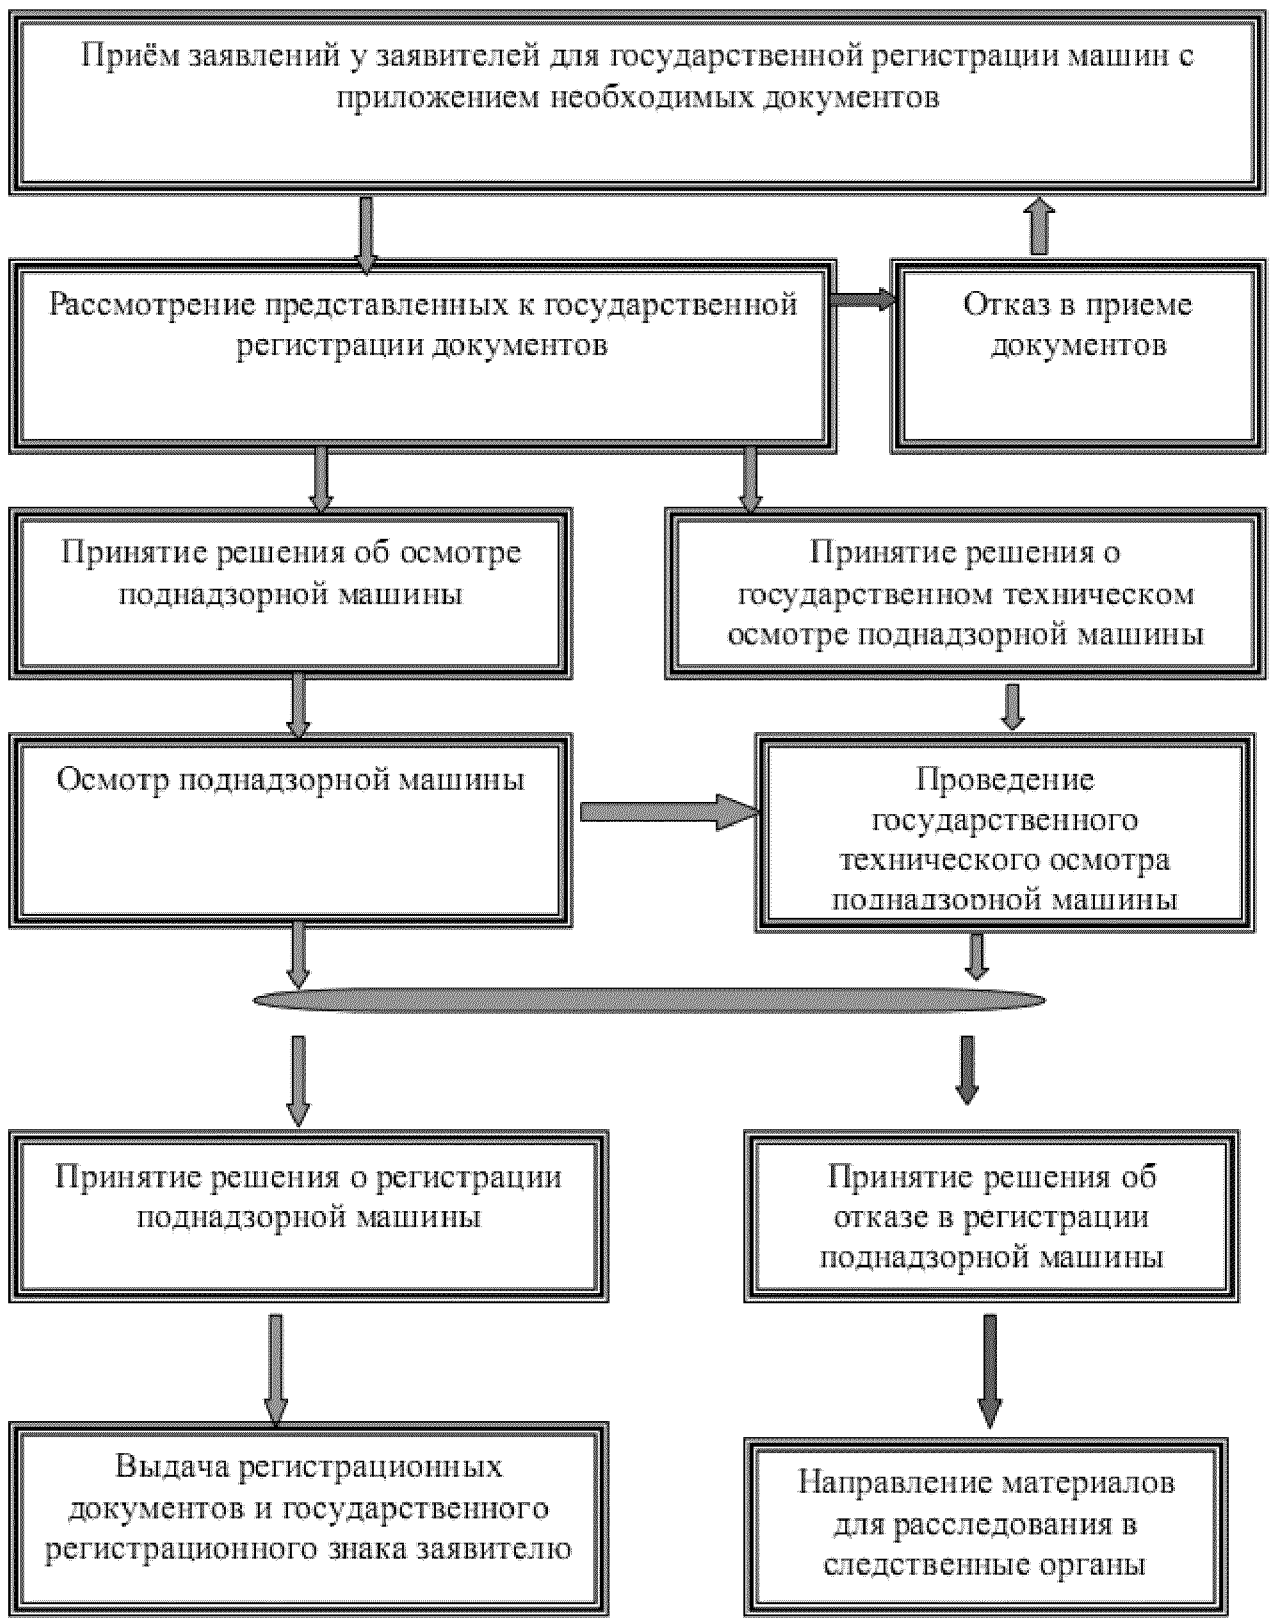 Приём заявлений у заявителей для государственной регистрации машин с
приложением необходимых документов
Рассмотрение представленных к государственной
регистрации документов
Отказ в приеме
документов
Принятие решения об осмотре
поднадзорной машины
Принятие решения о
государственном техническом
осмотре поднадзорной машины
Осмотр поднадзорной машины
Проведение
государственного
технического осмотра
поднадзорной машины
Принятие решения о регистрации
поднадзорной машины
Принятие решения об
отказе в регистрации
поднадзорной машины
Выдача регистрационных
документов и государственного
регистрационного знака заявителю
Направление материалов
для расследования в
следственные органы